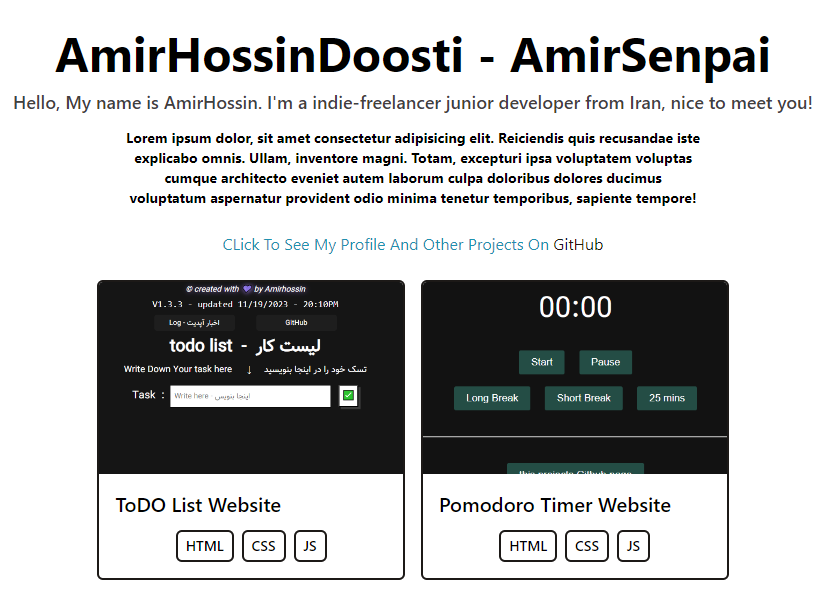 AmirHossinDoosti - AmirSenpai
Hello, My name is AmirHossin. I'm a indie-freelancer junior developer from Iran, nice to meet you!
Lorem ipsum dolor, sit amet consectetur adipisicing elit. Reiciendis quis recusandae iste
explicabo omnis. Ullam, inventore magni. Totam, excepturi ipsa voluptatem voluptas
cumque architecto eveniet autem laborum culpa doloribus dolores ducimus
voluptatum aspernatur provident odio minima tenetur temporibus, sapiente tempore!
CLick To See My Profile And Other Projects On GitHub
© created with 💜 by Amirhossin
V1.3.3 - updated 11/19/2023 - 20:10PM
Log - اخبار آپدیت
GitHub
todo list - لیست کار
Write Down Your task here ↓ تسک خود را در اینجا بنویسید
Task : Write here اینجا بنویس ✅
ToDO List Website
HTML CSS JS
00:00
Start Pause
Long Break Short Break 25 mins
this projects Github page
Pomodoro Timer Website
HTML CSS JS